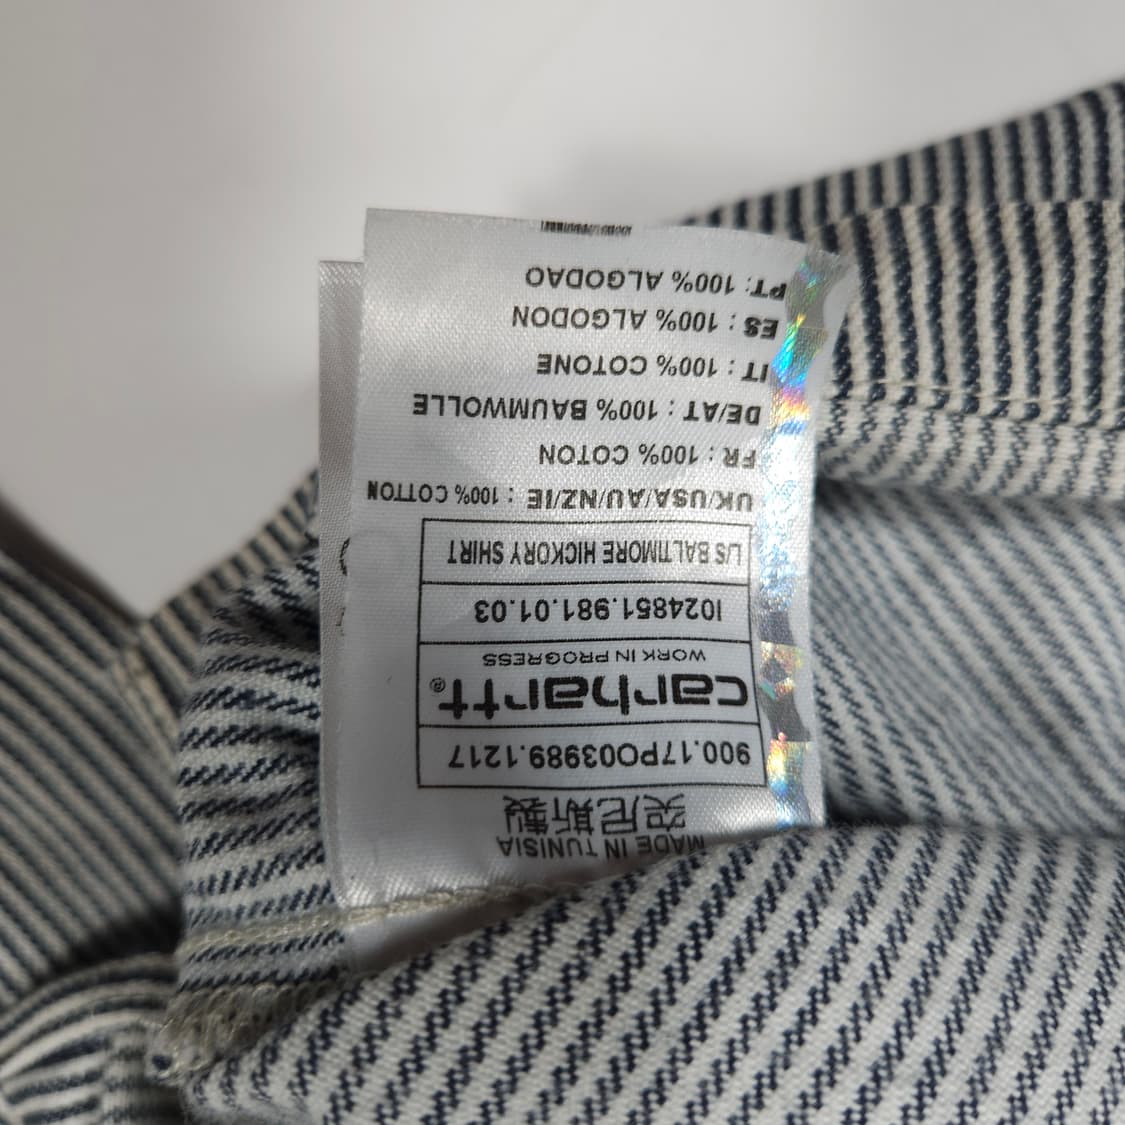 MADE IN TUNISIA
突尼斯製
900.17PO03989.1217
carhartt®
WORK IN PROGRESS
I024851.981.01.03
L/S BALTIMORE HICKORY SHIRT
UK/USA/AU/NZ/IE : 100% COTTON
FR : 100% COTON
DE/AT : 100% BAUMWOLLE
IT : 100% COTONE
ES : 100% ALGODON
PT : 100% ALGODAO